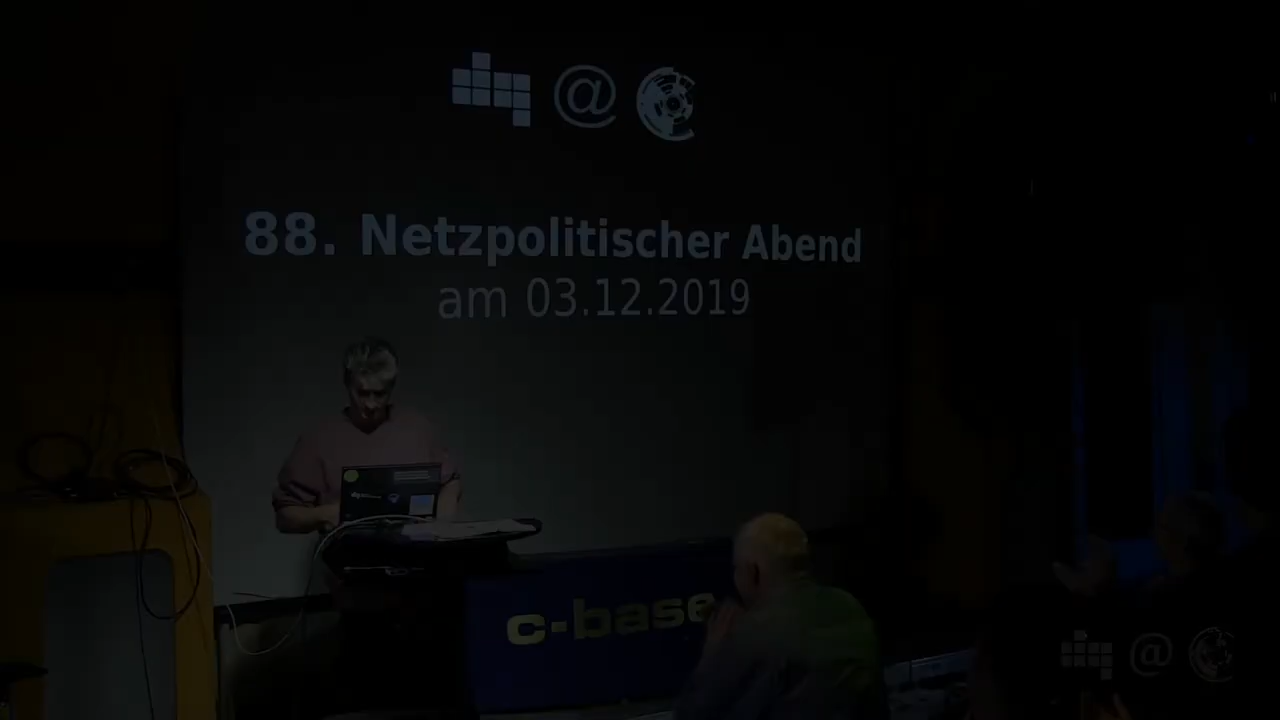 @
88. Netzpolitischer Abend
am 03.12.2019
c-base
@